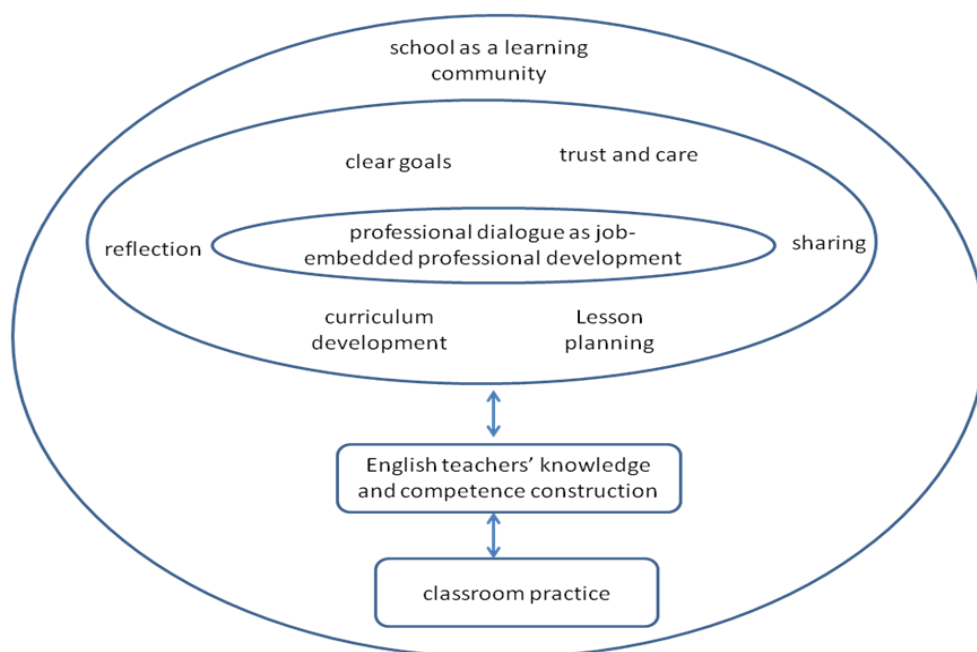 school as a learning
community
clear goals
trust and care
reflection
professional dialogue as job-
embedded professional development
sharing
curriculum
development
Lesson
planning
English teachers’ knowledge
and competence construction
classroom practice